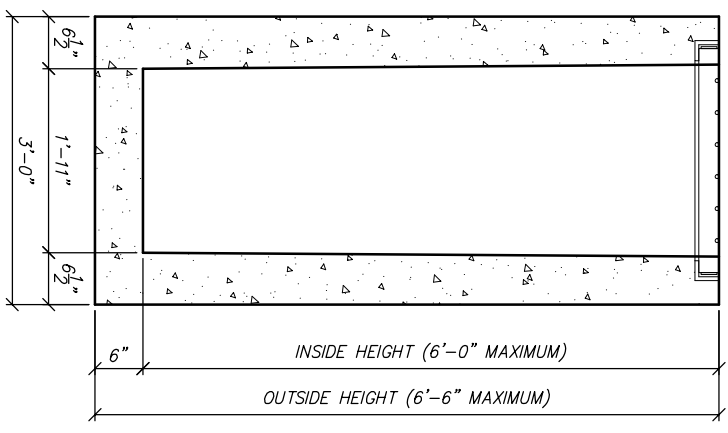 6½"
1'-11"
3'-0"
6½"
6"
INSIDE HEIGHT (6'-0" MAXIMUM)
OUTSIDE HEIGHT (6'-6" MAXIMUM)